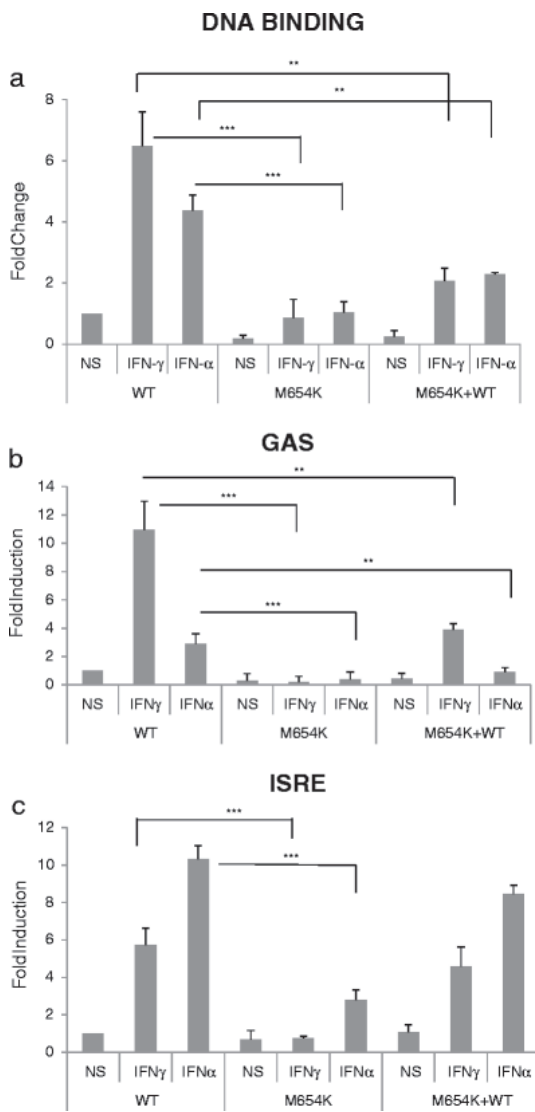 DNA BINDING
a
**
**
***
***
8
6
4
2
0
FoldChange
NS IFN-γ IFN-α NS IFN-γ IFN-α NS IFN-γ IFN-α
WT M654K M654K+WT
b
GAS
**
***
**
***
14
12
10
8
6
4
2
0
FoldInduction
NS IFNγ IFNα NS IFNγ IFNα NS IFNγ IFNα
WT M654K M654K+WT
c
ISRE
***
***
12
10
8
6
4
2
0
FoldInduction
NS IFNγ IFNα NS IFNγ IFNα NS IFNγ IFNα
WT M654K M654K+WT